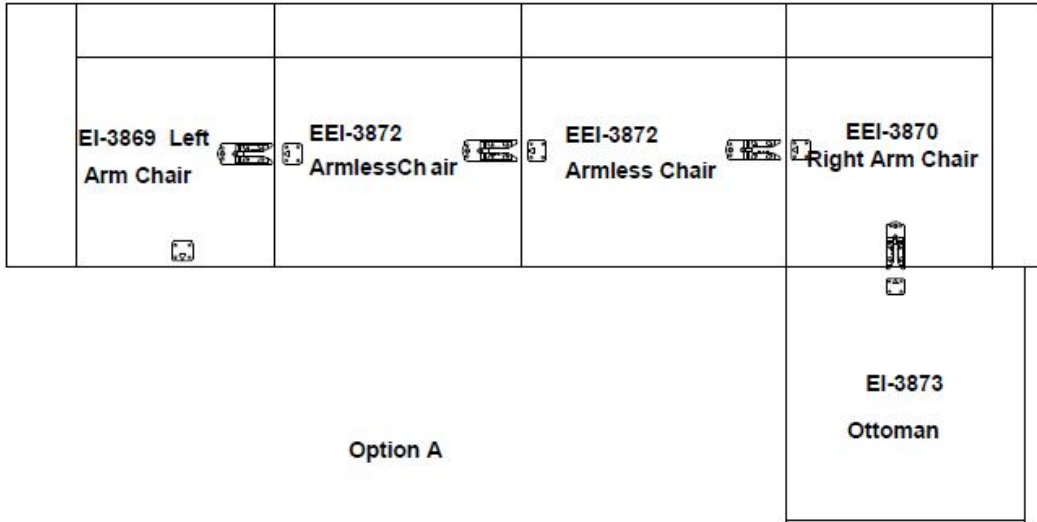 EI-3869 Left
Arm Chair
EEI-3872
ArmlessCh air
EEI-3872
Armless Chair
EEI-3870
Right Arm Chair
EI-3873
Ottoman
Option A